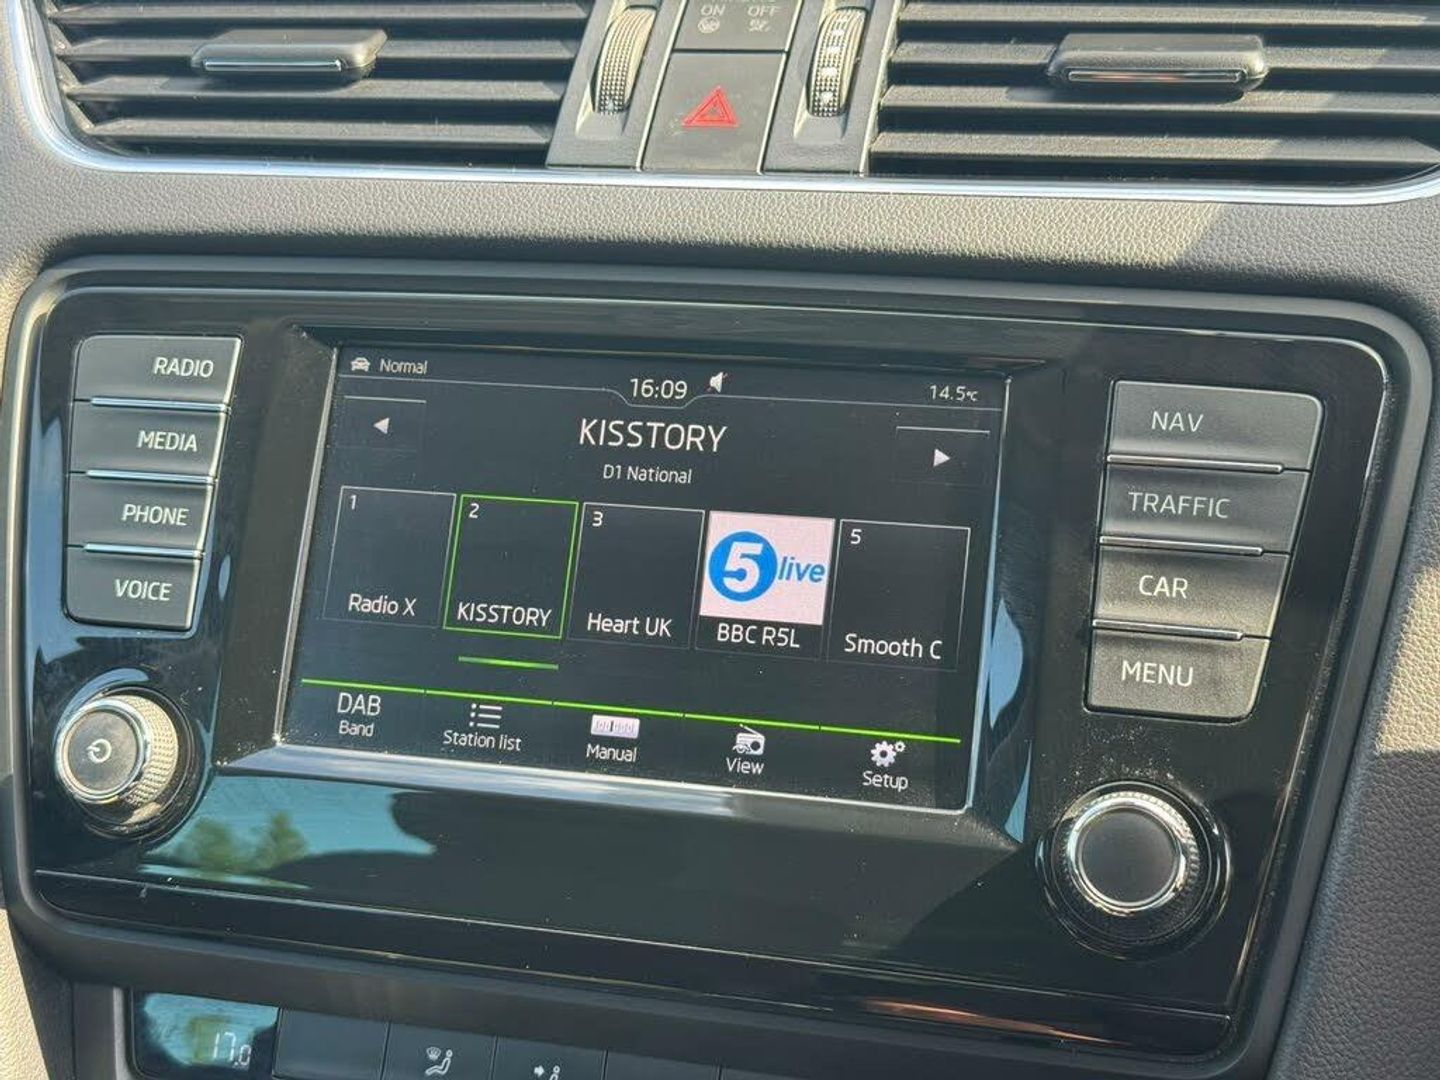 ON OFF
RADIO
MEDIA
PHONE
VOICE
Normal
16:09
14.5°C
KISSTORY
D1 National
1
Radio X
2
KISSTORY
3
Heart UK
5 live
BBC R5L
5
Smooth C
DAB
Band
Station list
Manual
View
Setup
NAV
TRAFFIC
CAR
MENU
17.0